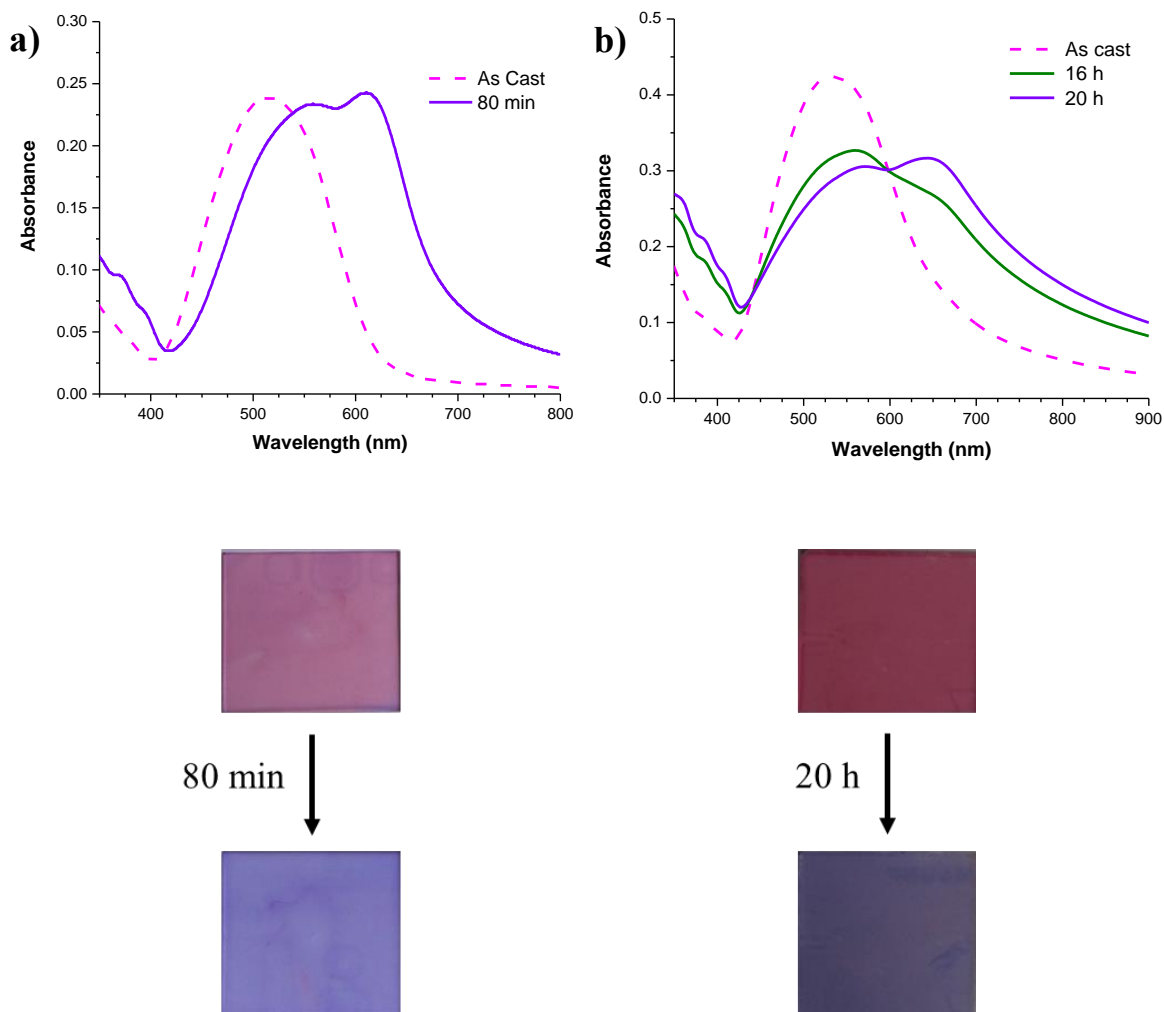 a)
0.30
0.25
0.20
0.15
0.10
0.05
0.00
Absorbance
As Cast
80 min
400 500 600 700 800
Wavelength (nm)
b)
0.5
0.4
0.3
0.2
0.1
0.0
Absorbance
As cast
16 h
20 h
400 500 600 700 800 900
Wavelength (nm)
80 min
20 h